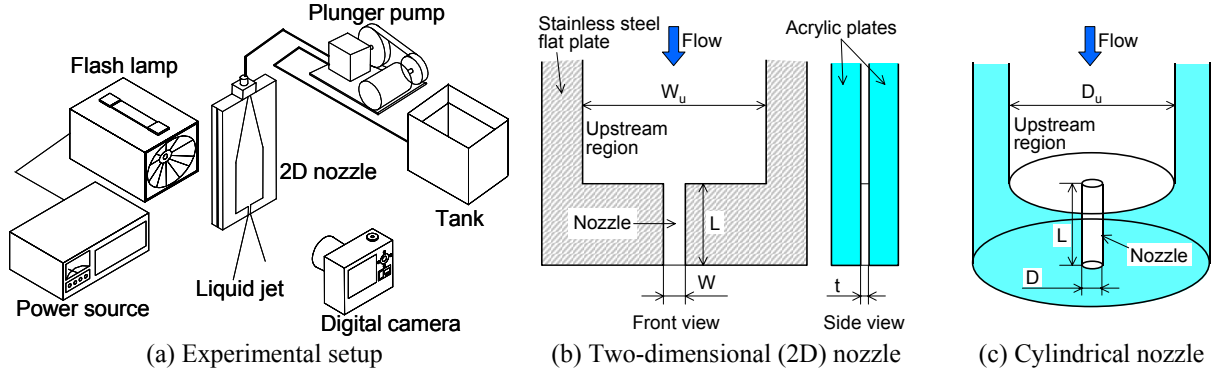 Plunger pump
Flash lamp
2D nozzle
Tank
Liquid jet
Power source
Digital camera
(a) Experimental setup
Stainless steel
flat plate
Flow
Acrylic plates
W_u
Upstream
region
Nozzle
L
W
t
Front view
Side view
(b) Two-dimensional (2D) nozzle
Flow
D_u
Upstream
region
L
Nozzle
D
(c) Cylindrical nozzle